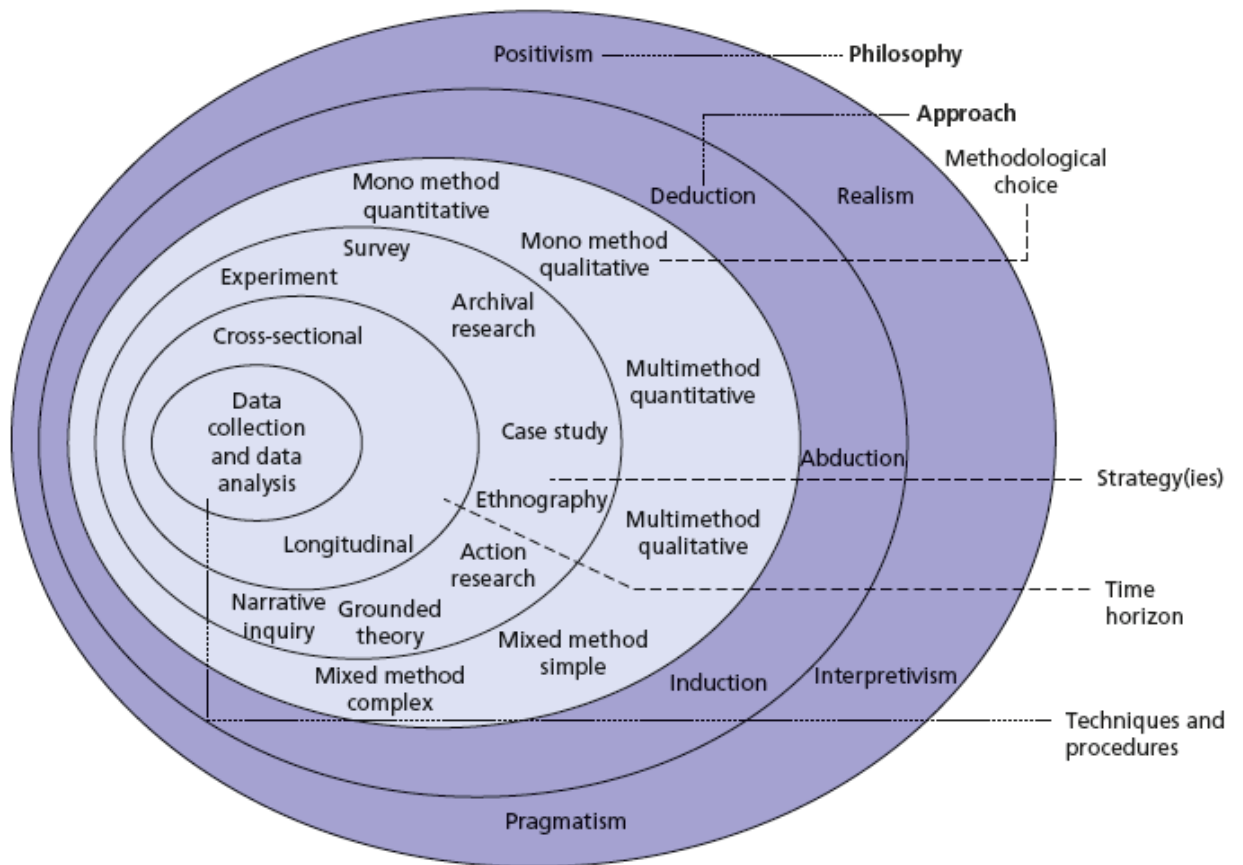 Positivism
Philosophy
Approach
Methodological
choice
Mono method
quantitative
Deduction
Realism
Mono method
qualitative
Survey
Experiment
Archival
research
Cross-sectional
Multimethod
quantitative
Data
collection
and data
analysis
Case study
Abduction
Strategy(ies)
Ethnography
Multimethod
qualitative
Longitudinal
Action
research
Time
horizon
Narrative
inquiry
Grounded
theory
Mixed method
simple
Mixed method
complex
Induction
Interpretivism
Techniques and
procedures
Pragmatism